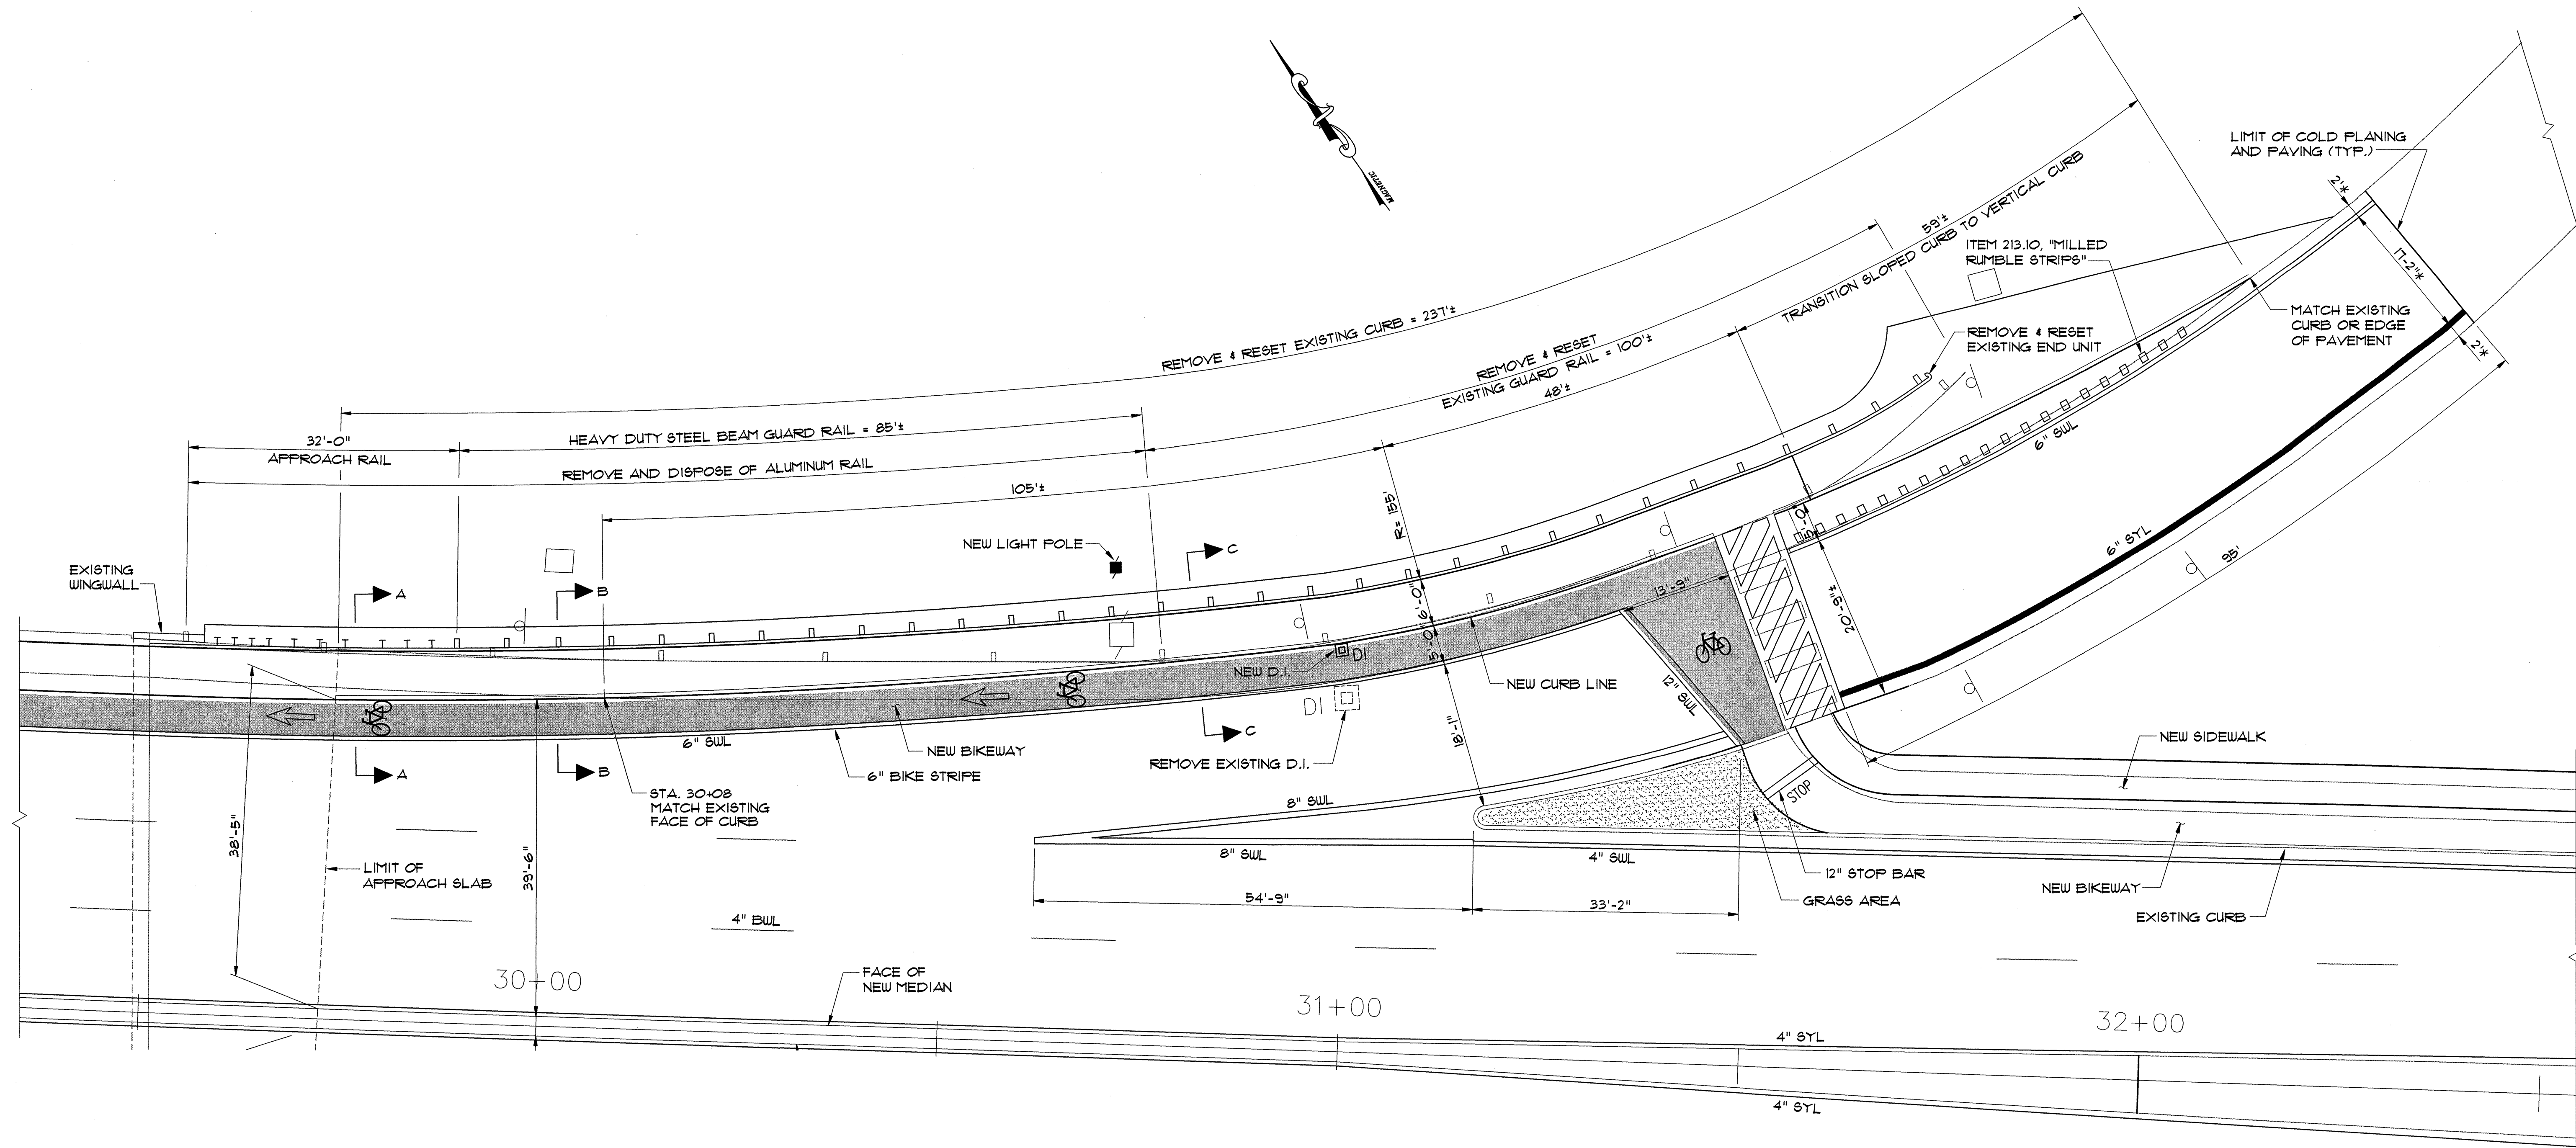 MAGNETIC
LIMIT OF COLD PLANING
AND PAVING (TYP.)
2'*
17-2"*
2'*
REMOVE & RESET EXISTING CURB = 237'±
59'±
TRANSITION SLOPED CURB TO VERTICAL CURB
ITEM 213.10, "MILLED
RUMBLE STRIPS"
MATCH EXISTING
CURB OR EDGE
OF PAVEMENT
REMOVE & RESET
EXISTING END UNIT
REMOVE & RESET
EXISTING GUARD RAIL = 100'±
48'±
32'-0"
APPROACH RAIL
HEAVY DUTY STEEL BEAM GUARD RAIL = 85'±
REMOVE AND DISPOSE OF ALUMINUM RAIL
105'±
R= 155'
6" SWL
5'-0"
6" SYL
95'
NEW LIGHT POLE
C
EXISTING
WINGWALL
A
B
13'-9"
20'-9"±
6'-0"
5'-0"
DI
NEW D.I.
NEW CURB LINE
12" SWL
DI
18'-1"
C
6" SWL
NEW BIKEWAY
REMOVE EXISTING D.I.
NEW SIDEWALK
A
B
6" BIKE STRIPE
STA. 30+08
MATCH EXISTING
FACE OF CURB
8" SWL
STOP
38'-5"
39'-6"
LIMIT OF
APPROACH SLAB
8" SWL
4" SWL
12" STOP BAR
GRASS AREA
NEW BIKEWAY
EXISTING CURB
54'-9"
33'-2"
4" BWL
30+00
FACE OF
NEW MEDIAN
31+00
32+00
4" SYL
4" SYL